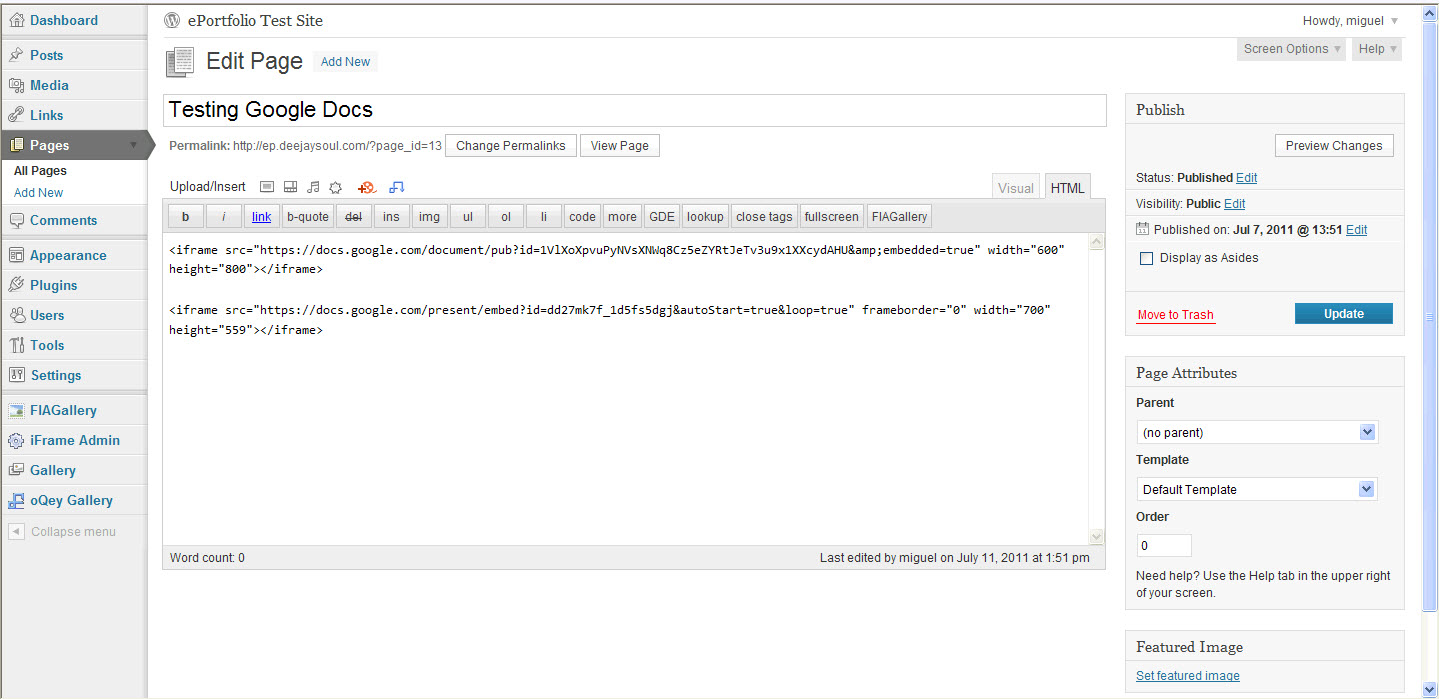 Dashboard
Posts
Media
Links
Pages
All Pages
Add New
Comments
Appearance
Plugins
Users
Tools
Settings
FIAGallery
iFrame Admin
Gallery
oQey Gallery
Collapse menu
ePortfolio Test Site
Howdy, miguel
Edit Page Add New
Screen Options Help
Testing Google Docs
Permalink: http://ep.deejaysoul.com/?page_id=13 Change Permalinks View Page
Upload/Insert
Visual HTML
b i link b-quote del ins img ul ol li code more GDE lookup close tags fullscreen FIAGallery
<iframe src="https://docs.google.com/document/pub?id=1VlXoXpvuPyNVsXNWq8Cz5eZYRtJeTv3u9x1XXcydAHU&amp;embedded=true" width="600"
height="800"></iframe>
<iframe src="https://docs.google.com/present/embed?id=dd27mk7f_1d5fs5dgj&autoStart=true&loop=true" frameborder="0" width="700"
height="559"></iframe>
Word count: 0 Last edited by miguel on July 11, 2011 at 1:51 pm
Publish
Preview Changes
Status: Published Edit
Visibility: Public Edit
Published on: Jul 7, 2011 @ 13:51 Edit
Display as Asides
Move to Trash Update
Page Attributes
Parent
(no parent)
Template
Default Template
Order
0
Need help? Use the Help tab in the upper right
of your screen.
Featured Image
Set featured image